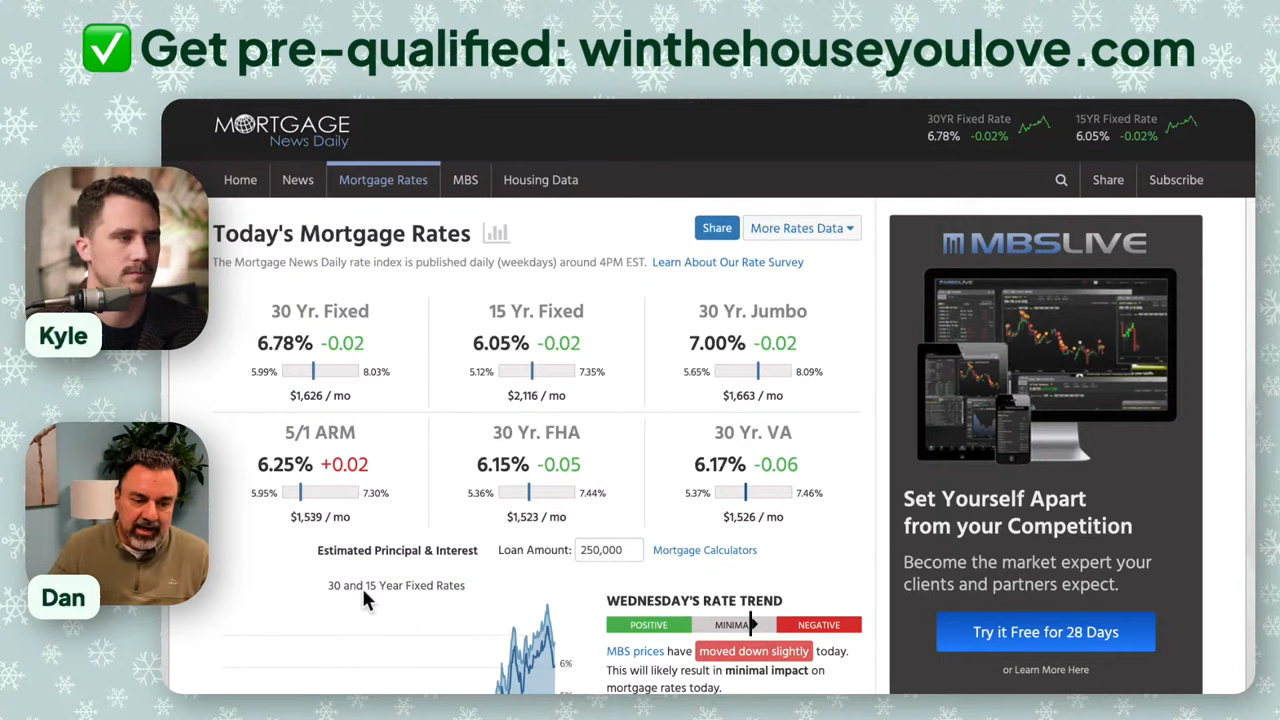 ✅ Get pre-qualified: winthehouseyoulove.com
MORTGAGE
News Daily
30YR Fixed Rate
6.78% -0.02%
15YR Fixed Rate
6.05% -0.02%
Home News Mortgage Rates MBS Housing Data Share Subscribe
Today's Mortgage Rates
Share More Rates Data
The Mortgage News Daily rate index is published daily (weekdays) around 4PM EST. Learn About Our Rate Survey
30 Yr. Fixed
6.78% -0.02
5.99% 8.03%
$1,626 / mo
15 Yr. Fixed
6.05% -0.02
5.12% 7.35%
$2,116 / mo
30 Yr. Jumbo
7.00% -0.02
5.65% 8.09%
$1,663 / mo
5/1 ARM
6.25% +0.02
5.95% 7.30%
$1,539 / mo
30 Yr. FHA
6.15% -0.05
5.36% 7.44%
$1,523 / mo
30 Yr. VA
6.17% -0.06
5.37% 7.46%
$1,526 / mo
Estimated Principal & Interest Loan Amount: 250,000 Mortgage Calculators
30 and 15 Year Fixed Rates
6%
WEDNESDAY'S RATE TREND
POSITIVE MINIMA NEGATIVE
MBS prices have moved down slightly today.
This will likely result in minimal impact on
mortgage rates today.
MBSLIVE
Set Yourself Apart
from your Competition
Become the market expert your
clients and partners expect.
Try it Free for 28 Days
or Learn More Here
Kyle
Dan